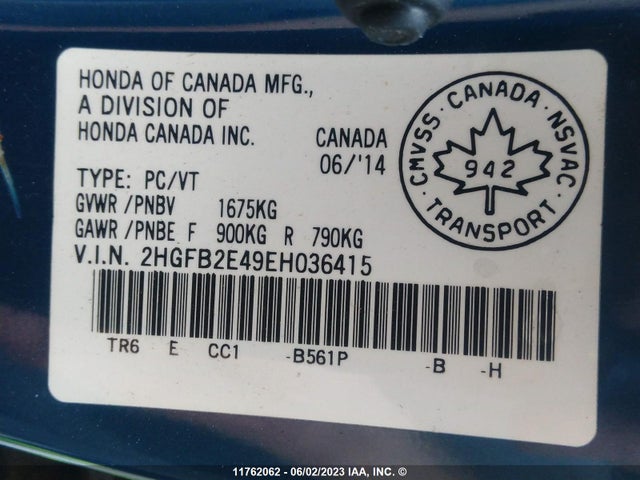 HONDA OF CANADA MFG.,
A DIVISION OF
HONDA CANADA INC.
CANADA
06/'14
TYPE: PC/VT
GVWR/PNBV 1675KG
GAWR/PNBE F 900KG R 790KG
V.I.N. 2HGFB2E49EH036415
TR6 E CC1 -B561P -B -H
CANADA
CMVSS · NSVAC
942
TRANSPORT
11762062 - 06/02/2023 IAA, INC. ©